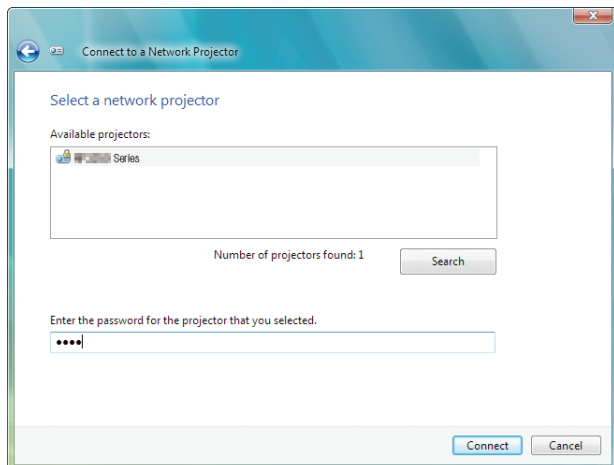 Connect to a Network Projector
Select a network projector
Available projectors:
Series
Number of projectors found: 1
Search
Enter the password for the projector that you selected.
••••
Connect
Cancel